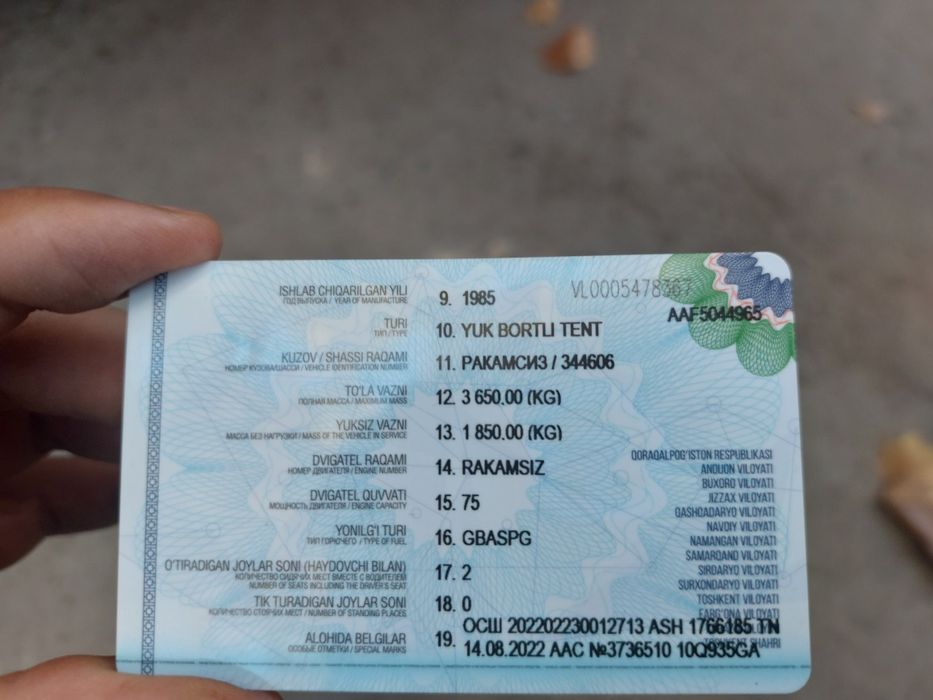 VL0005478367
AAF5044965
ISHLAB CHIQARILGAN YILI
ГОД ВЫПУСКА / YEAR OF MANUFACTURE
9. 1985
TURI
ТИП / TYPE
10. YUK BORTLI TENT
KUZOV / SHASSI RAQAMI
НОМЕР КУЗОВА/ШАССИ / VEHICLE IDENTIFICATION NUMBER
11. РАКАМСИЗ / 344606
TO'LA VAZNI
ПОЛНАЯ МАССА / MAXIMUM MASS
12. 3 650.00 (KG)
YUKSIZ VAZNI
МАССА БЕЗ НАГРУЗКИ / MASS OF THE VEHICLE IN SERVICE
13. 1 850.00 (KG)
DVIGATEL RAQAMI
НОМЕР ДВИГАТЕЛЯ / ENGINE NUMBER
14. RAKAMSIZ
DVIGATEL QUVVATI
МОЩНОСТЬ ДВИГАТЕЛЯ / ENGINE CAPACITY
15. 75
YONILG'I TURI
ТИП ГОРЮЧЕГО / TYPE OF FUEL
16. GBASPG
O'TIRADIGAN JOYLAR SONI (HAYDOVCHI BILAN)
КОЛИЧЕСТВО СИДЯЧИХ МЕСТ ВМЕСТЕ С ВОДИТЕЛЕМ
NUMBER OF SEATS INCLUDING THE DRIVER'S SEAT
17. 2
TIK TURADIGAN JOYLAR SONI
КОЛИЧЕСТВО СТОЯЧИХ МЕСТ / NUMBER OF STANDING PLACES
18. 0
ALOHIDA BELGILAR
ОСОБЫЕ ОТМЕТКИ / SPECIAL MARKS
19. ОСШ 202202230012713 ASH 1766185 TN
14.08.2022 AAC №3736510 10Q935GA
QORAQALPOG'ISTON RESPUBLIKASI
ANDIJON VILOYATI
BUXORO VILOYATI
JIZZAX VILOYATI
QASHQADARYO VILOYATI
NAVOIY VILOYATI
NAMANGAN VILOYATI
SAMARQAND VILOYATI
SIRDARYO VILOYATI
SURXONDARYO VILOYATI
TOSHKENT VILOYATI
FARG'ONA VILOYATI
SHAHRI